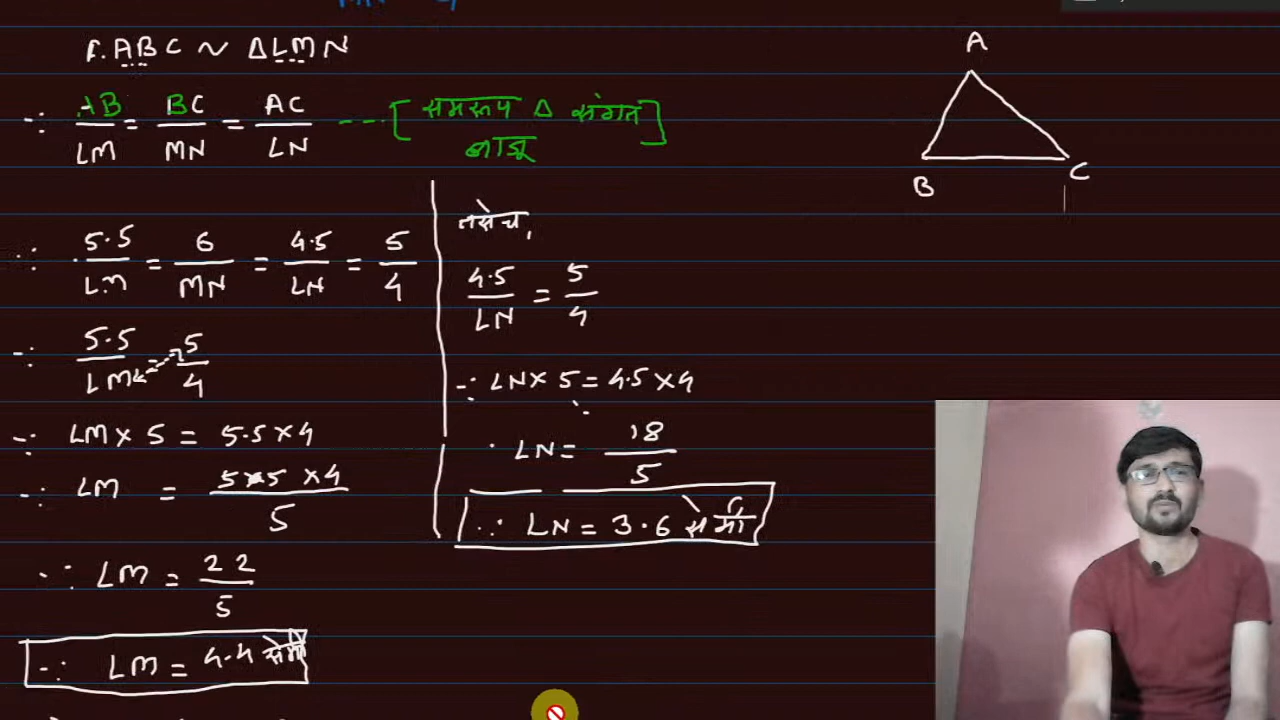 Δ ABC ~ Δ LMN
∴ AB/LM = BC/MN = AC/LN ---[समरूप Δ संगत
बाजू]
∴ 5.5/LM = 6/MN = 4.5/LN = 5/4
∴ 5.5/LM = 5/4
∴ LM × 5 = 5.5 × 4
∴ LM = 5.5 × 4/5
∴ LM = 22/5
∴ LM = 4.4 सेमी
तसेच,
4.5/LN = 5/4
∴ LN × 5 = 4.5 × 4
∴ LN = 18/5
∴ LN = 3.6 सेमी
A
B
C